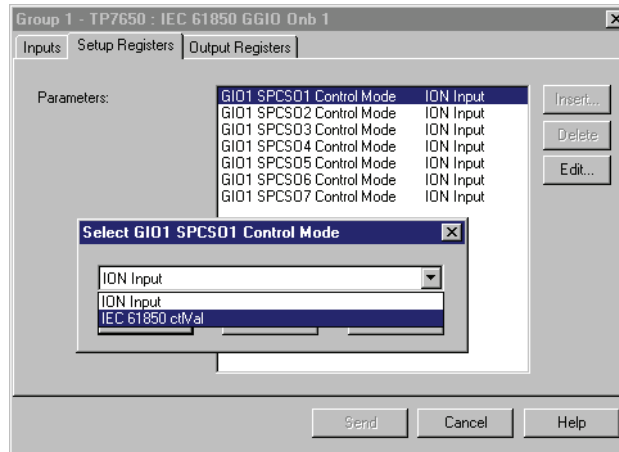 Group 1 - TP7650 : IEC 61850 GGIO Onb 1
Inputs Setup Registers Output Registers
Parameters:
GIO1 SPCSO1 Control Mode ION Input
GIO1 SPCSO2 Control Mode ION Input
GIO1 SPCSO3 Control Mode ION Input
GIO1 SPCSO4 Control Mode ION Input
GIO1 SPCSO5 Control Mode ION Input
GIO1 SPCSO6 Control Mode ION Input
GIO1 SPCSO7 Control Mode ION Input
Insert...
Delete
Edit...
Select GIO1 SPCSO1 Control Mode
ION Input
ION Input
IEC 61850 ctlVal
Send Cancel Help